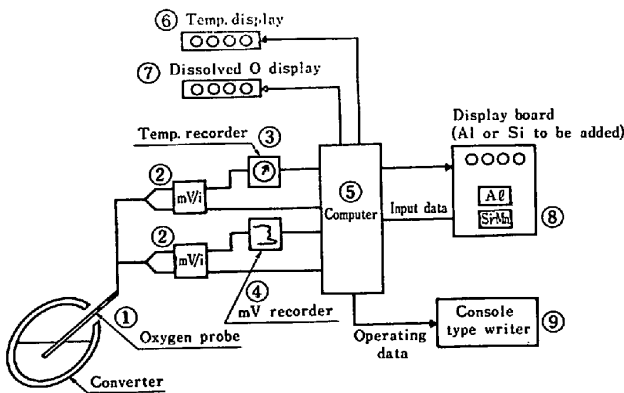 ⑥ Temp. display
⑦ Dissolved O display
Temp. recorder ③
Display board
(Al or Si to be added)
② mV/i
⑤
Computer
Input data
Al
Si-Mn
⑧
② mV/i
④
mV recorder
①
Oxygen probe
Converter
Operating
data
Console
type writer
⑨